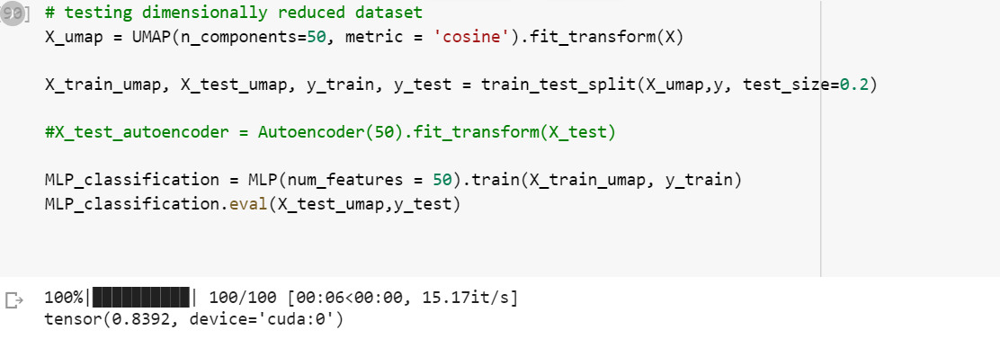 90] # testing dimensionally reduced dataset
X_umap = UMAP(n_components=50, metric = 'cosine').fit_transform(X)
X_train_umap, X_test_umap, y_train, y_test = train_test_split(X_umap,y, test_size=0.2)
#X_test_autoencoder = Autoencoder(50).fit_transform(X_test)
MLP_classification = MLP(num_features = 50).train(X_train_umap, y_train)
MLP_classification.eval(X_test_umap,y_test)
100%|██████████| 100/100 [00:06<00:00, 15.17it/s]
tensor(0.8392, device='cuda:0')